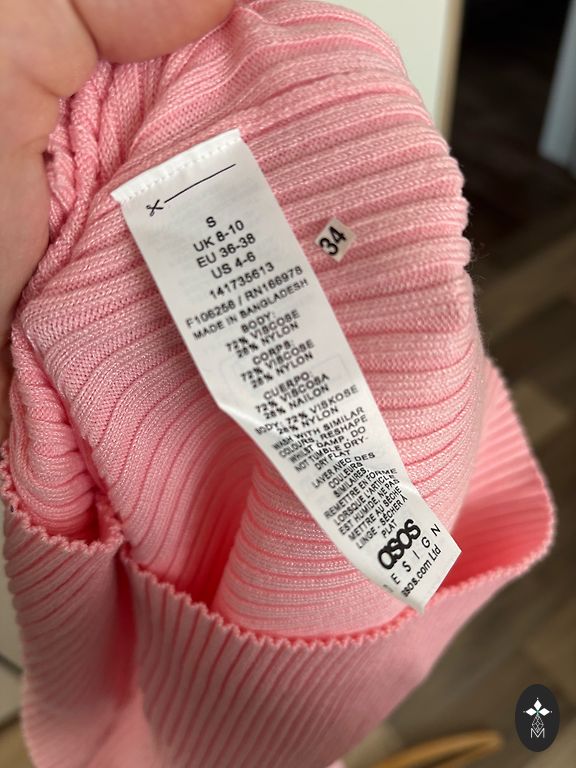 S
UK 8-10
EU 36-38
US 4-6
141735613
F106256 / RN166978
MADE IN BANGLADESH
BODY:
72% VISCOSE
28% NYLON
CORPS:
72% VISCOSE
28% NYLON
CUERPO:
72% VISCOSA
28% NAILON
BODY: 72% VISKOSE
28% NYLON
WASH WITH SIMILAR
COLOURS, RESHAPE
WHILST DAMP, DO
NOT TUMBLE DRY-
DRY FLAT
LAVER AVEC DES
COULEURS
SIMILAIRES,
REMETTRE EN FORME
LORSQUE L'ARTICLE
EST HUMIDE, NE PAS
METTRE AU SÈCHE
LINGE - SÉCHER À
PLAT
asos
ESIGN
asos.com Ltd
34
M